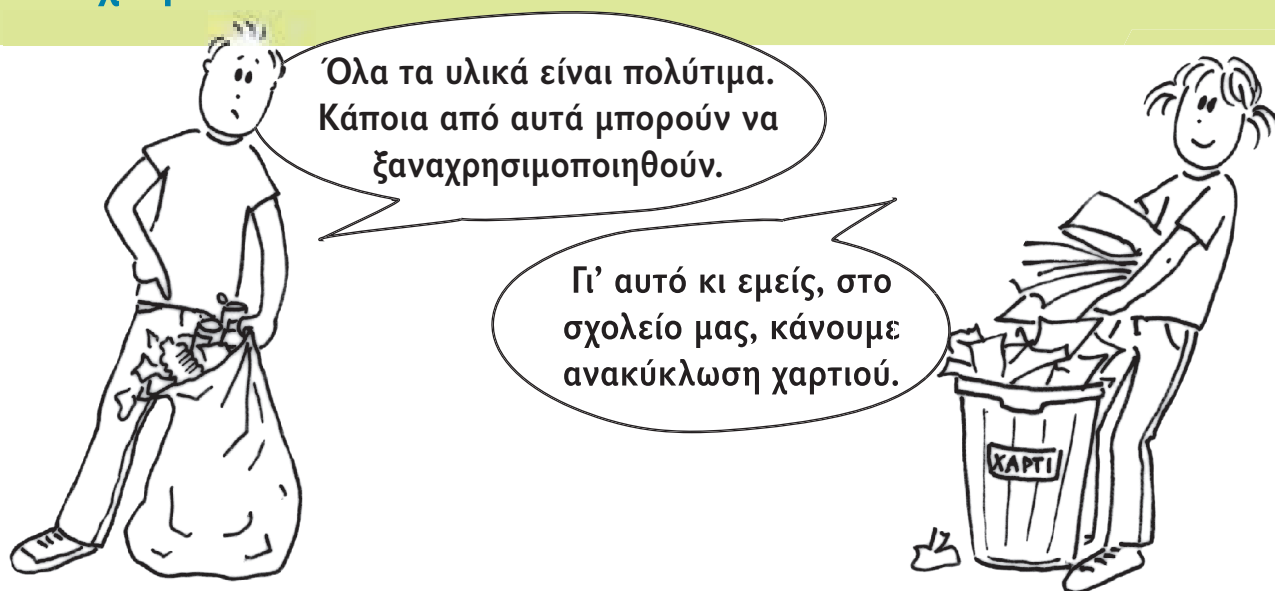 Όλα τα υλικά είναι πολύτιμα.
Κάποια από αυτά μπορούν να
ξαναχρησιμοποιηθούν.
Γι’ αυτό κι εμείς, στο
σχολείο μας, κάνουμε
ανακύκλωση χαρτιού.
ΧΑΡΤΙ